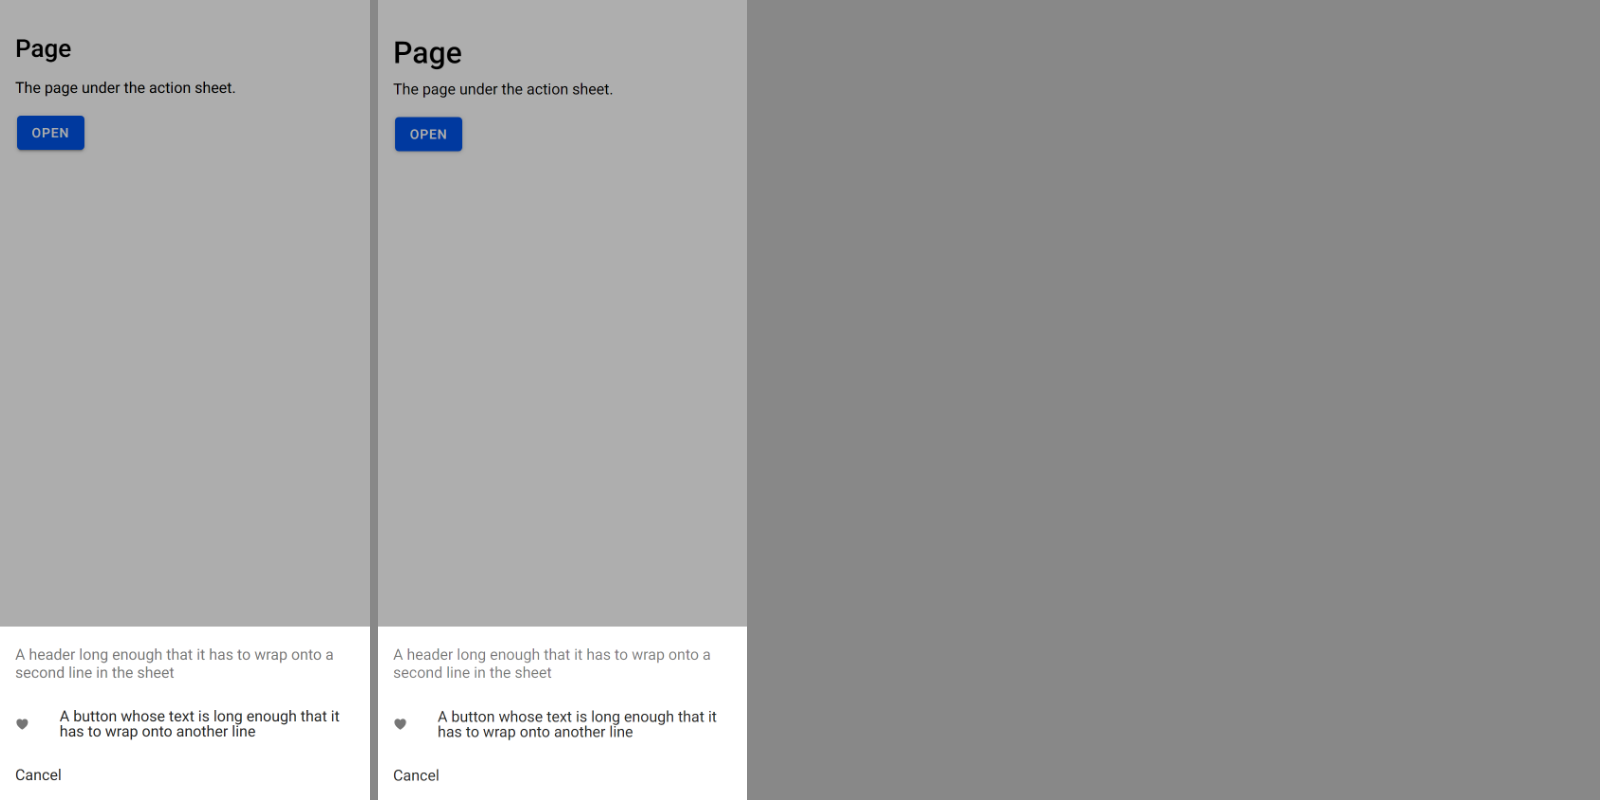 Page
The page under the action sheet.
OPEN
A header long enough that it has to wrap onto a
second line in the sheet
A button whose text is long enough that it
has to wrap onto another line
Cancel
Page
The page under the action sheet.
OPEN
A header long enough that it has to wrap onto a
second line in the sheet
A button whose text is long enough that it
has to wrap onto another line
Cancel